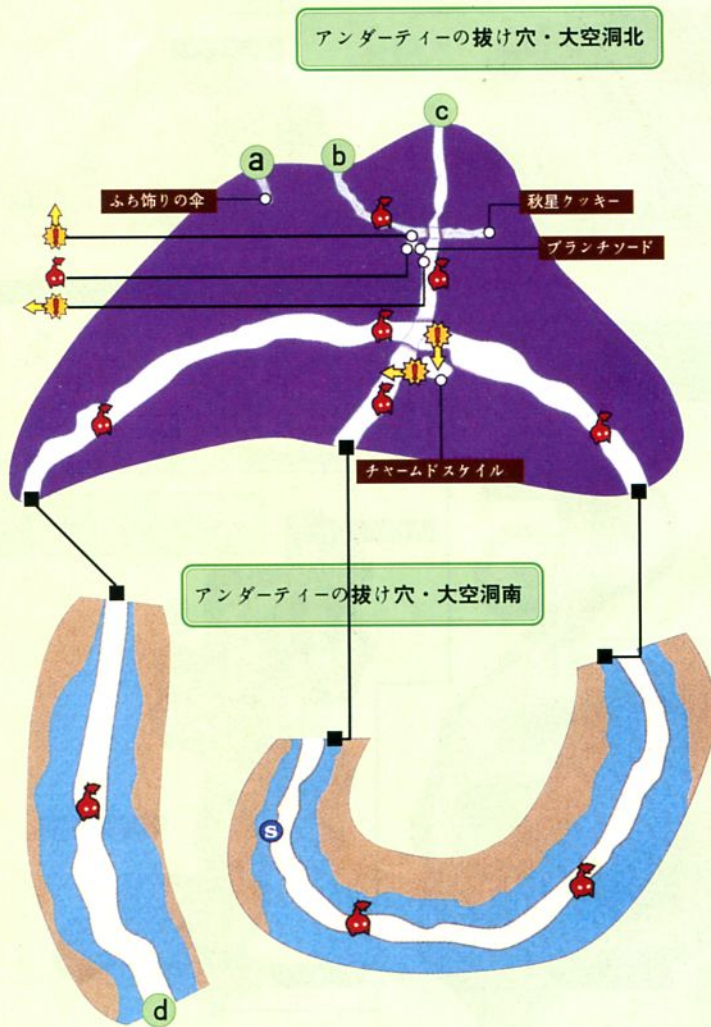 アンダーティーの抜け穴・大空洞北
c
a
b
ふち飾りの傘
秋星クッキー
ブランチソード
チャームドスケイル
アンダーティーの抜け穴・大空洞南
S
d